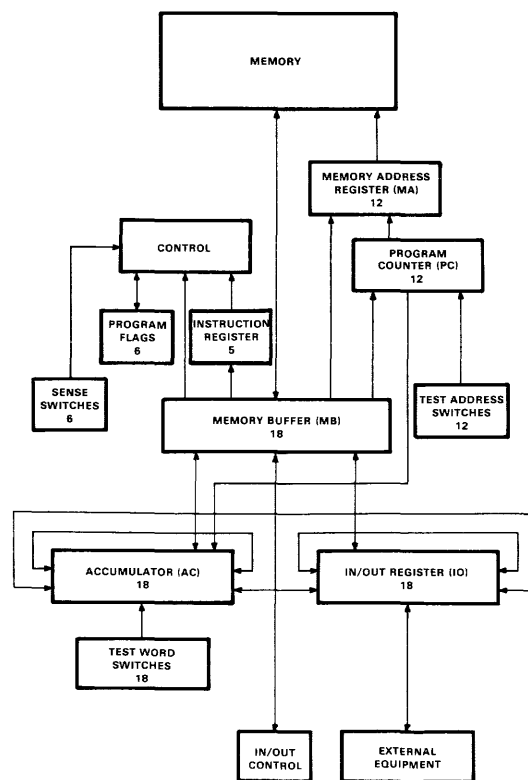 MEMORY
MEMORY ADDRESS
REGISTER (MA)
12
CONTROL
PROGRAM
COUNTER (PC)
12
PROGRAM
FLAGS
6
INSTRUCTION
REGISTER
5
SENSE
SWITCHES
6
MEMORY BUFFER (MB)
18
TEST ADDRESS
SWITCHES
12
ACCUMULATOR (AC)
18
IN/OUT REGISTER (IO)
18
TEST WORD
SWITCHES
18
IN/OUT
CONTROL
EXTERNAL
EQUIPMENT